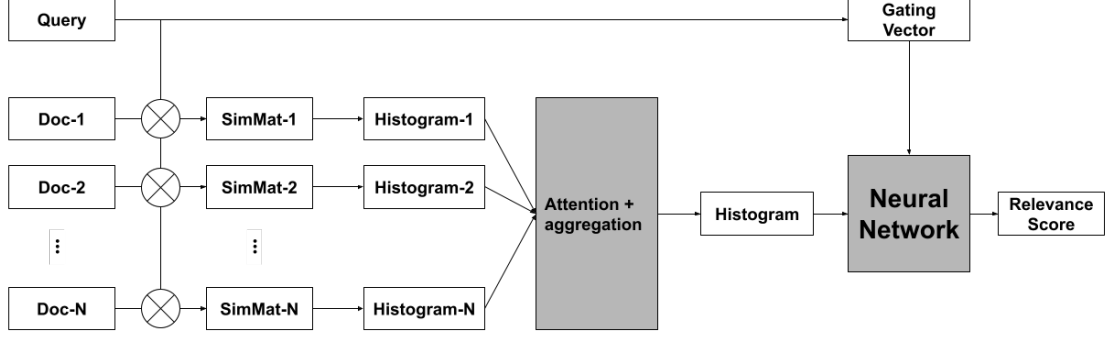 Query
Gating
Vector
Doc-1
SimMat-1
Histogram-1
Doc-2
SimMat-2
Histogram-2
Attention +
aggregation
Histogram
Neural
Network
Relevance
Score
Doc-N
SimMat-N
Histogram-N